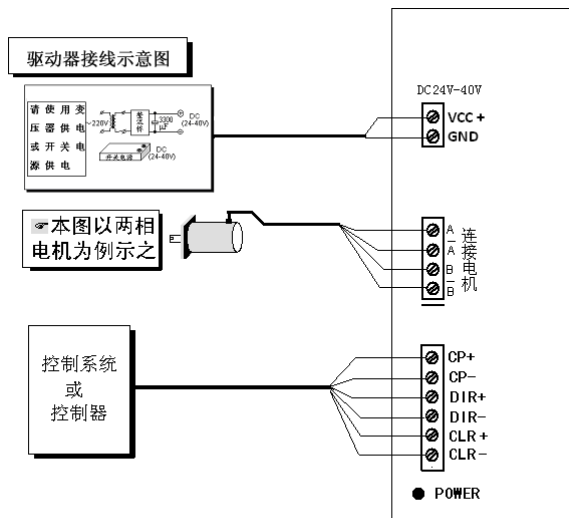 驱动器接线示意图
DC24V-40V
请使用变
压器供电
或开关电
源供电
~220V
整流桥
3300
μF
DC
(24-40V)
开关电源
DC
(24-40V)
VCC+
GND
☞本图以两相
电机为例示之
A
A̅
B
B̅
连接电机
控制系统
或
控制器
CP+
CP-
DIR+
DIR-
CLR+
CLR-
POWER